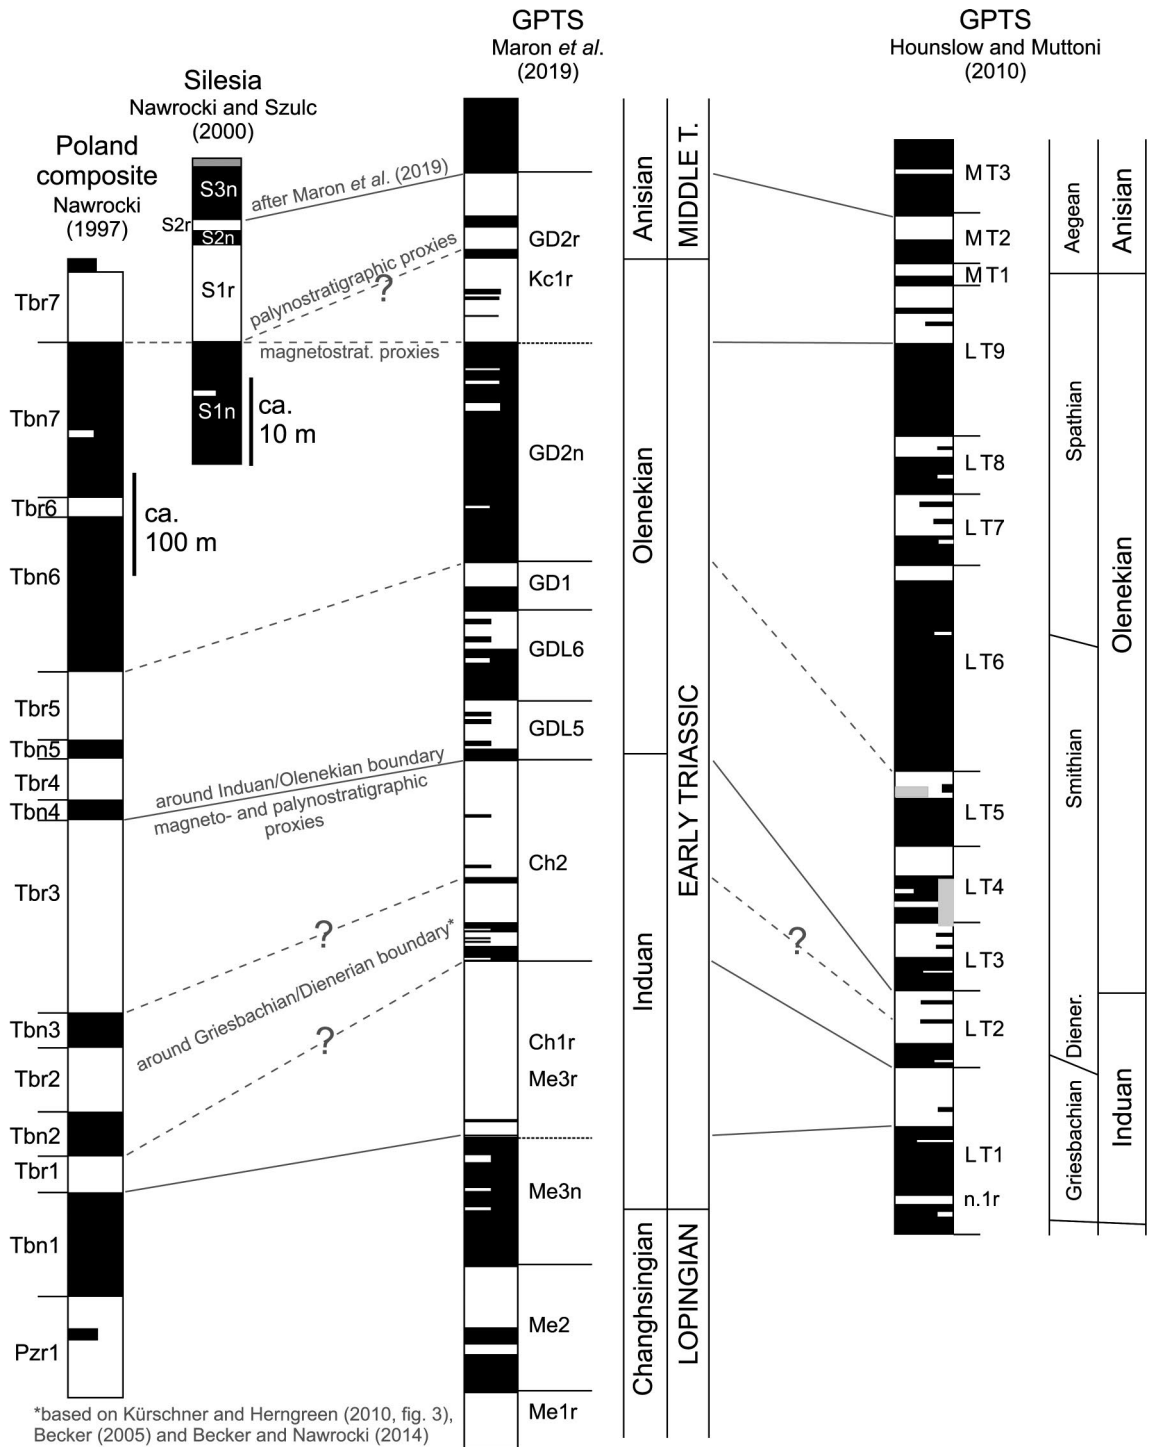 GPTS
Maron et al.
(2019)
GPTS
Hounslow and Muttoni
(2010)
Silesia
Nawrocki and Szulc
(2000)
Poland
composite
Nawrocki
(1997)
S3n
S2r
S2n
S1r
S1n
after Maron et al. (2019)
palynostratigraphic proxies
?
magnetostrat. proxies
ca.
10 m
ca.
100 m
Tbr7
Tbn7
Tbr6
Tbn6
Tbr5
Tbn5
Tbr4
Tbn4
Tbr3
Tbn3
Tbr2
Tbn2
Tbr1
Tbn1
Pzr1
around Induan/Olenekian boundary
magneto- and palynostratigraphic
proxies
?
around Griesbachian/Dienerian boundary*
?
GD2r
Kc1r
GD2n
GD1
GDL6
GDL5
Ch2
Ch1r
Me3r
Me3n
Me2
Me1r
Anisian
Olenekian
Induan
Changhsingian
MIDDLE T.
EARLY TRIASSIC
LOPINGIAN
?
MT3
MT2
MT1
LT9
LT8
LT7
LT6
LT5
LT4
LT3
LT2
LT1
n.1r
Aegean
Spathian
Smithian
Diener.
Griesbachian
Anisian
Olenekian
Induan
*based on Kürschner and Herngreen (2010, fig. 3),
Becker (2005) and Becker and Nawrocki (2014)